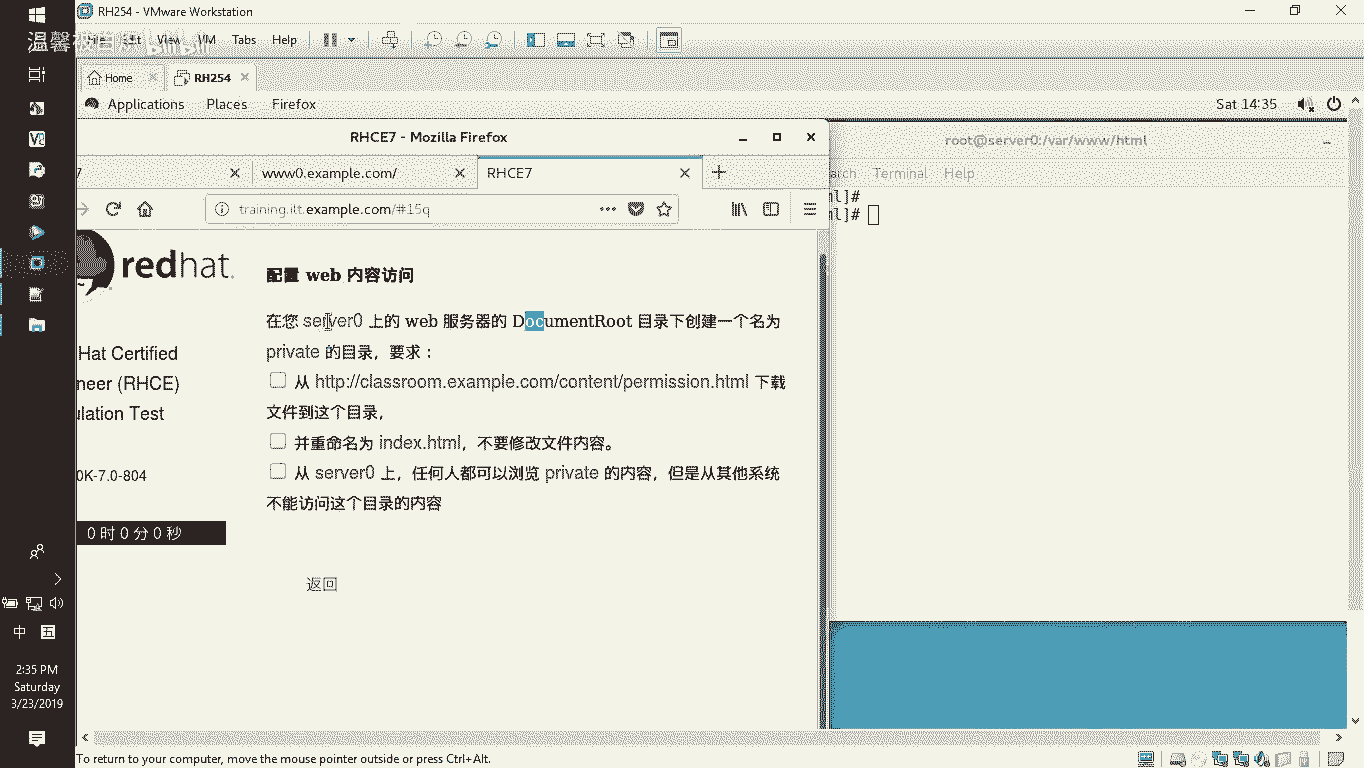 RH254 - VMware Workstation
Edit View VM Tabs Help
Home RH254
Applications Places Firefox Sat 14:35
RHCE7 - Mozilla Firefox
root@server0:/var/www/html
7 www0.example.com/ RHCE7
arch Terminal Help
training.ilt.example.com/#15q
ml]#
ml]#
redhat.
配置 web 内容访问
在您 server0 上的 web 服务器的 DocumentRoot 目录下创建一个名为
private 的目录，要求：
从 http://classroom.example.com/content/permission.html 下载
文件到这个目录，
并重命名为 index.html，不要修改文件内容。
从 server0 上，任何人都可以浏览 private 的内容，但是从其他系统
不能访问这个目录的内容
返回
Hat Certified
neer (RHCE)
ulation Test
0K-7.0-804
0 时 0 分 0 秒
中 五
2:35 PM
Saturday
3/23/2019
To return to your computer, move the mouse pointer outside or press Ctrl+Alt.